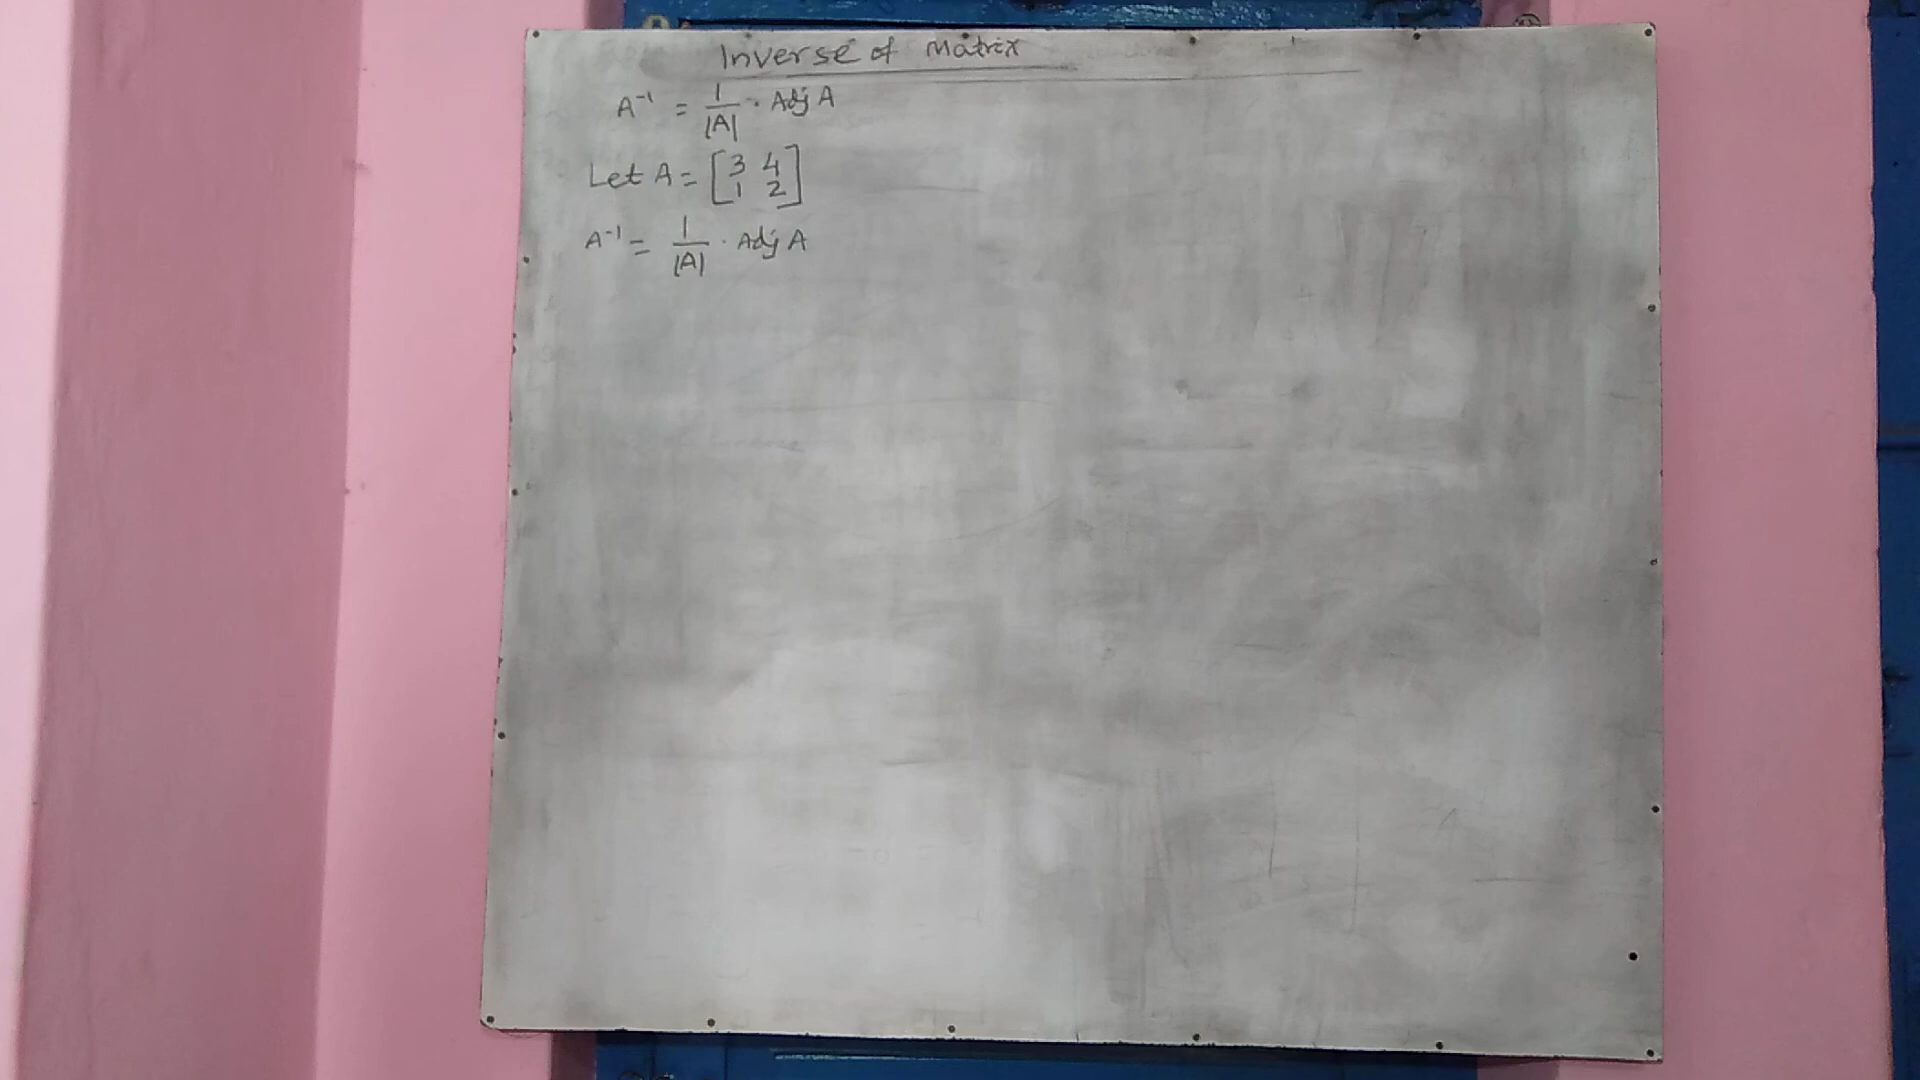 Inverse of Matrix
A⁻¹ = 1/|A| · Adj A
Let A = [3 4
1 2]
A⁻¹ = 1/|A| · Adj A